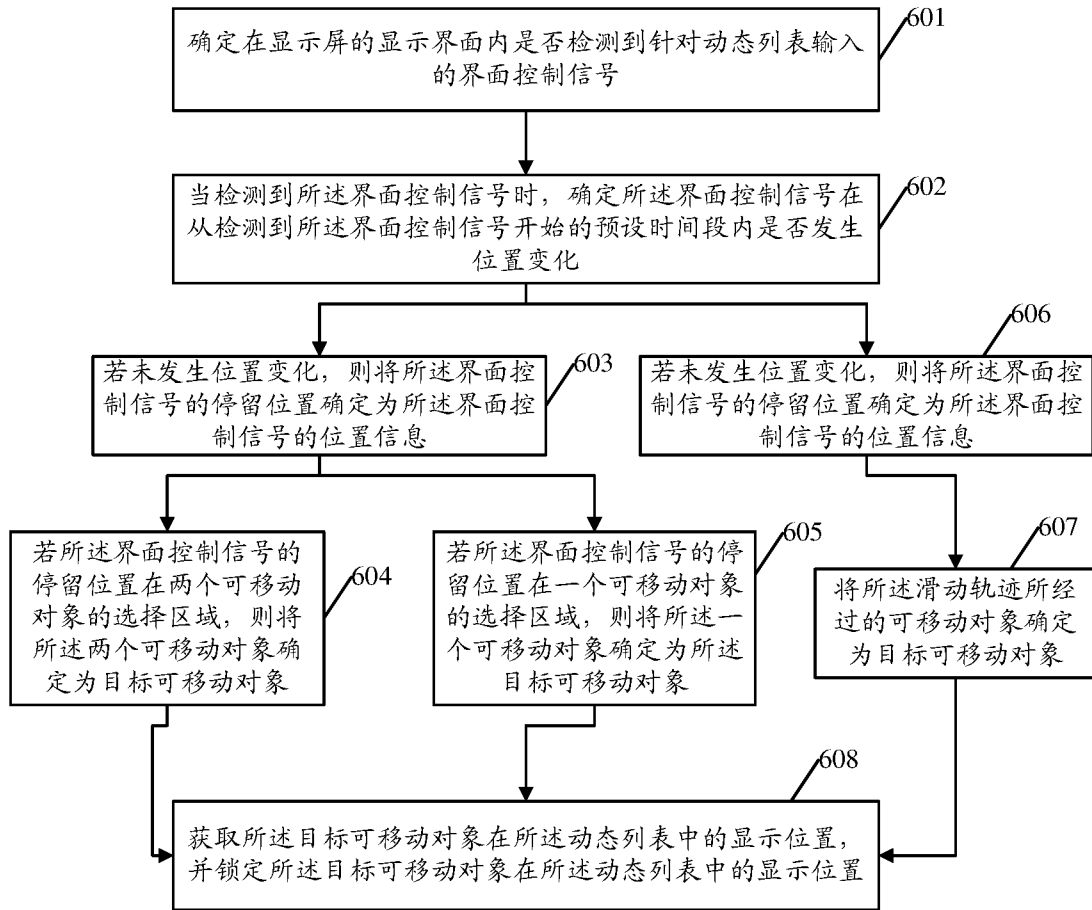 601
确定在显示屏的显示界面内是否检测到针对动态列表输入
的界面控制信号
602
当检测到所述界面控制信号时，确定所述界面控制信号在
从检测到所述界面控制信号开始的预设时间段内是否发生
位置变化
603
若未发生位置变化，则将所述界面控
制信号的停留位置确定为所述界面控
制信号的位置信息
606
若未发生位置变化，则将所述界面控
制信号的停留位置确定为所述界面控
制信号的位置信息
604
若所述界面控制信号的
停留位置在两个可移动
对象的选择区域，则将
所述两个可移动对象确
定为目标可移动对象
605
若所述界面控制信号的停
留位置在一个可移动对象
的选择区域，则将所述一
个可移动对象确定为所述
目标可移动对象
607
将所述滑动轨迹所经
过的可移动对象确定
为目标可移动对象
608
获取所述目标可移动对象在所述动态列表中的显示位置，
并锁定所述目标可移动对象在所述动态列表中的显示位置